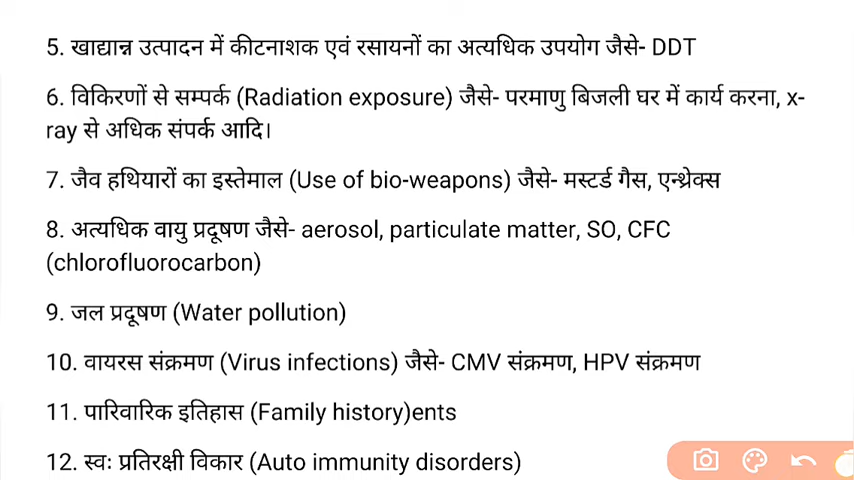 5. खाद्यान्न उत्पादन में कीटनाशक एवं रसायनों का अत्यधिक उपयोग जैसे- DDT
6. विकिरणों से सम्पर्क (Radiation exposure) जैसे- परमाणु बिजली घर में कार्य करना, x-
ray से अधिक संपर्क आदि।
7. जैव हथियारों का इस्तेमाल (Use of bio-weapons) जैसे- मस्टर्ड गैस, एन्थ्रेक्स
8. अत्यधिक वायु प्रदूषण जैसे- aerosol, particulate matter, SO, CFC
(chlorofluorocarbon)
9. जल प्रदूषण (Water pollution)
10. वायरस संक्रमण (Virus infections) जैसे- CMV संक्रमण, HPV संक्रमण
11. पारिवारिक इतिहास (Family history)ents
12. स्वः प्रतिरक्षी विकार (Auto immunity disorders)